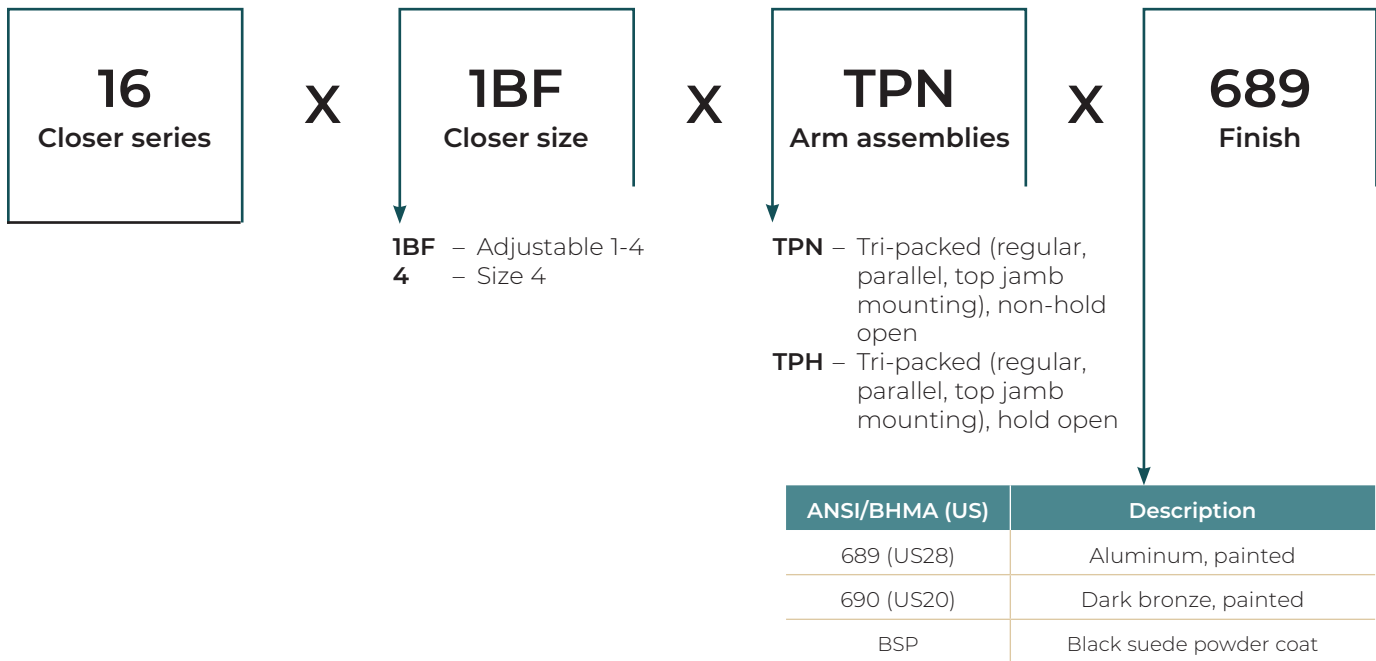 16
Closer series
X
1BF
Closer size
X
TPN
Arm assemblies
X
689
Finish
1BF – Adjustable 1-4
4 – Size 4
TPN – Tri-packed (regular,
parallel, top jamb
mounting), non-hold
open
TPH – Tri-packed (regular,
parallel, top jamb
mounting), hold open
ANSI/BHMA (US) Description
689 (US28) Aluminum, painted
690 (US20) Dark bronze, painted
BSP Black suede powder coat